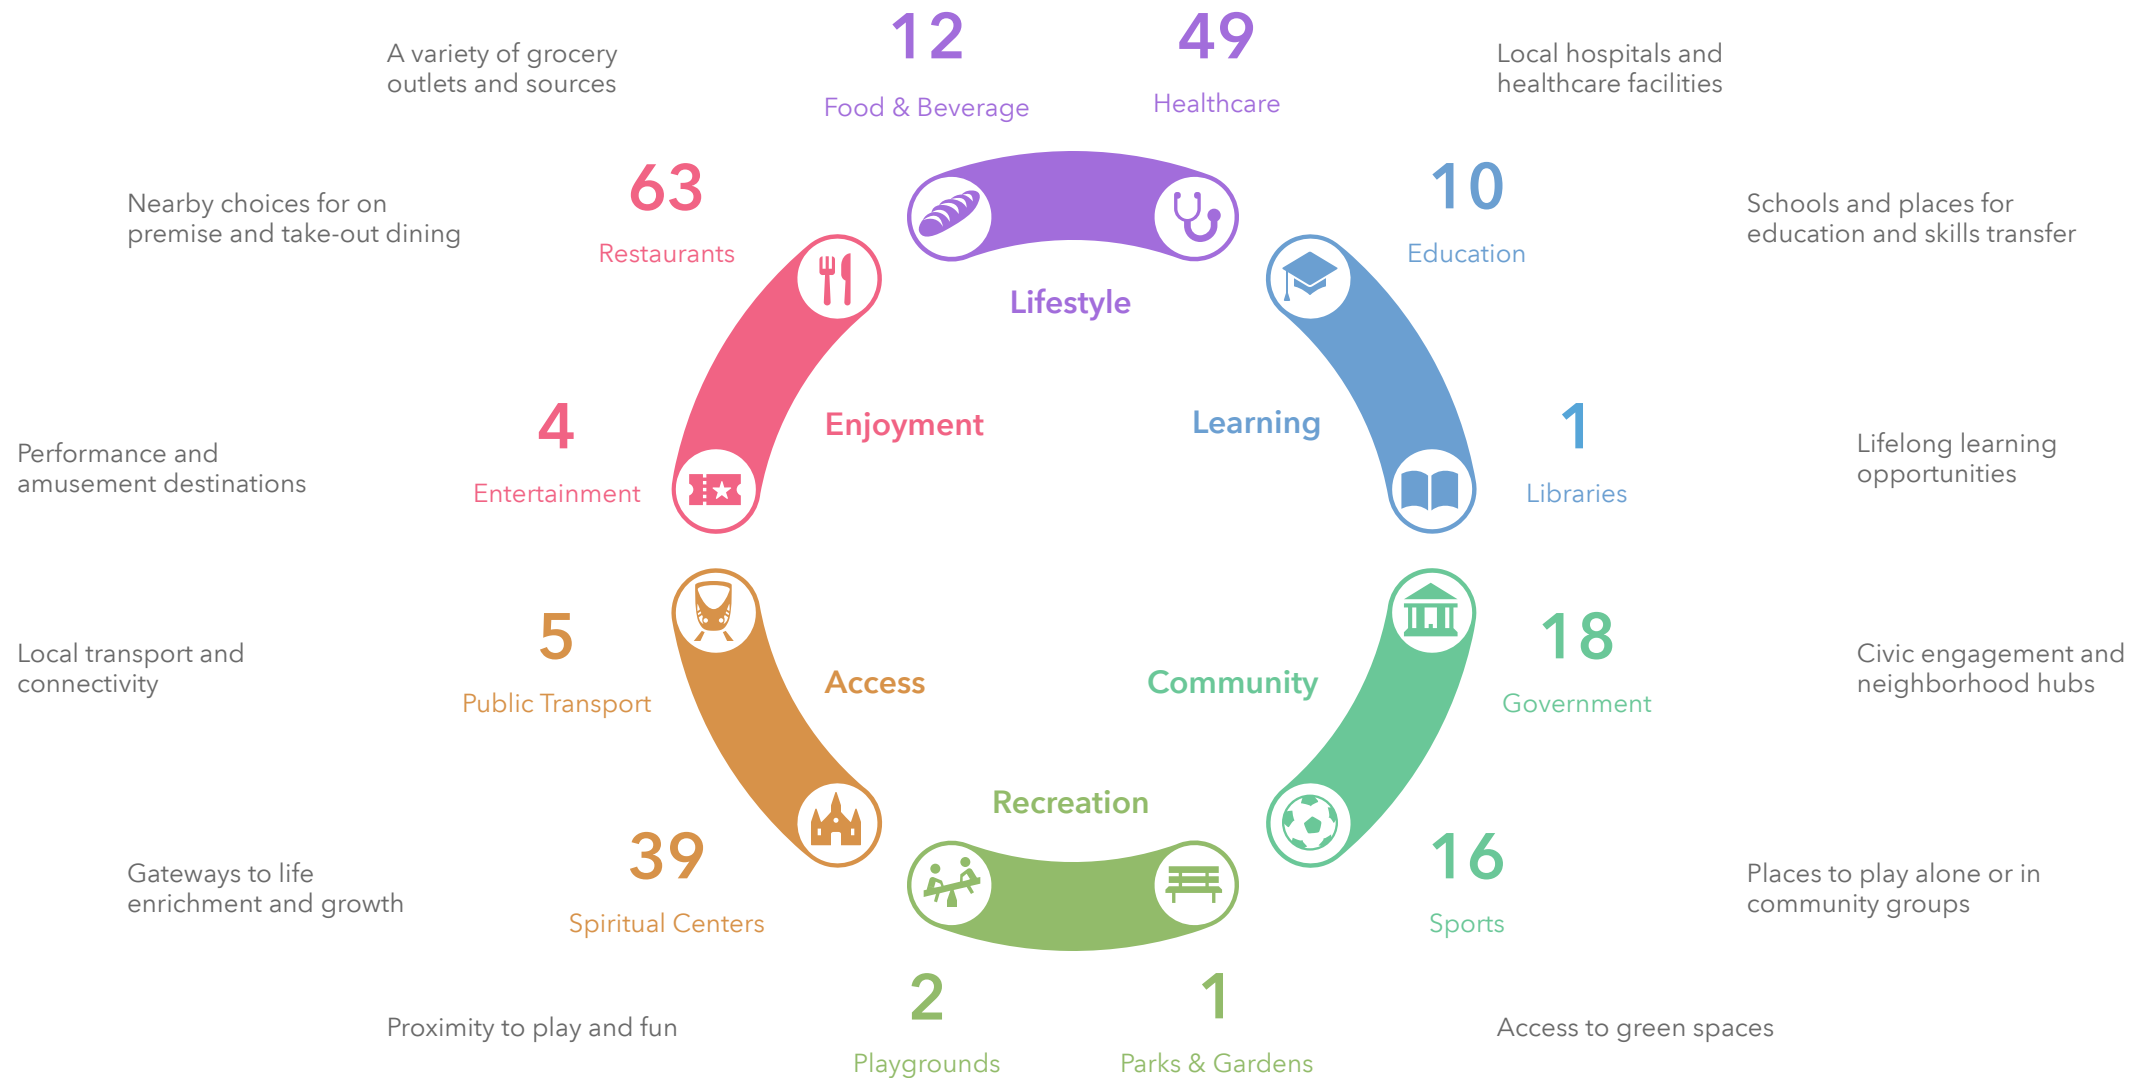 12
49
A variety of grocery
outlets and sources
Food & Beverage
Healthcare
Local hospitals and
healthcare facilities
63
10
Nearby choices for on
premise and take-out dining
Restaurants
Education
Schools and places for
education and skills transfer
Lifestyle
4
Enjoyment
Learning
1
Performance and
amusement destinations
Entertainment
Libraries
Lifelong learning
opportunities
5
18
Local transport and
connectivity
Public Transport
Access
Community
Government
Civic engagement and
neighborhood hubs
Recreation
39
16
Gateways to life
enrichment and growth
Spiritual Centers
Sports
Places to play alone or in
community groups
2
1
Proximity to play and fun
Playgrounds
Parks & Gardens
Access to green spaces